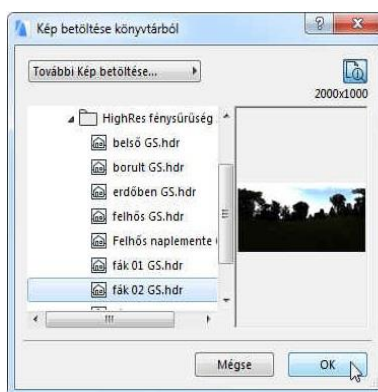 Kép betöltése könyvtárból
További Kép betöltése...
2000x1000
HighRes fénysűrűség
belső GS.hdr
borult GS.hdr
erdőben GS.hdr
felhős GS.hdr
Felhős naplemente
fák 01 GS.hdr
fák 02 GS.hdr
Mégse
OK